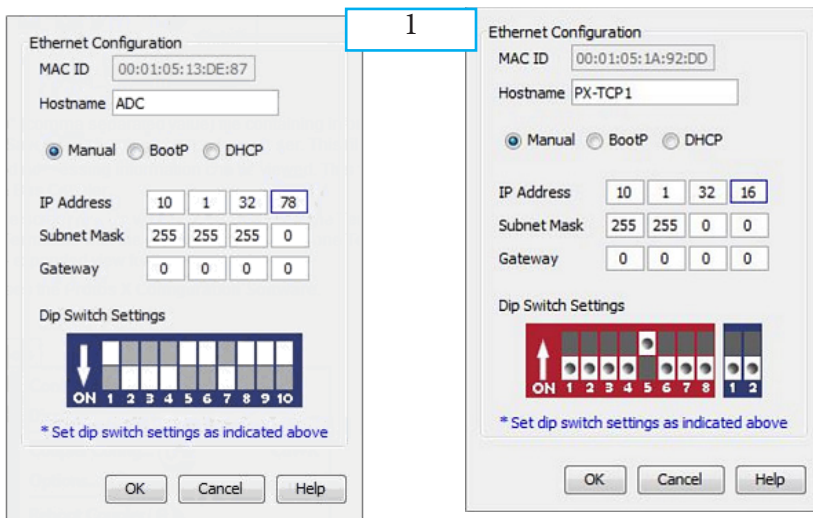 1
Ethernet Configuration
MAC ID 00:01:05:13:DE:87
Hostname ADC
Manual BootP DHCP
IP Address 10 1 32 78
Subnet Mask 255 255 255 0
Gateway 0 0 0 0
Dip Switch Settings
ON 1 2 3 4 5 6 7 8 9 10
* Set dip switch settings as indicated above
OK Cancel Help
Ethernet Configuration
MAC ID 00:01:05:1A:92:DD
Hostname PX-TCP1
Manual BootP DHCP
IP Address 10 1 32 16
Subnet Mask 255 255 0 0
Gateway 0 0 0 0
Dip Switch Settings
ON 1 2 3 4 5 6 7 8 1 2
* Set dip switch settings as indicated above
OK Cancel Help